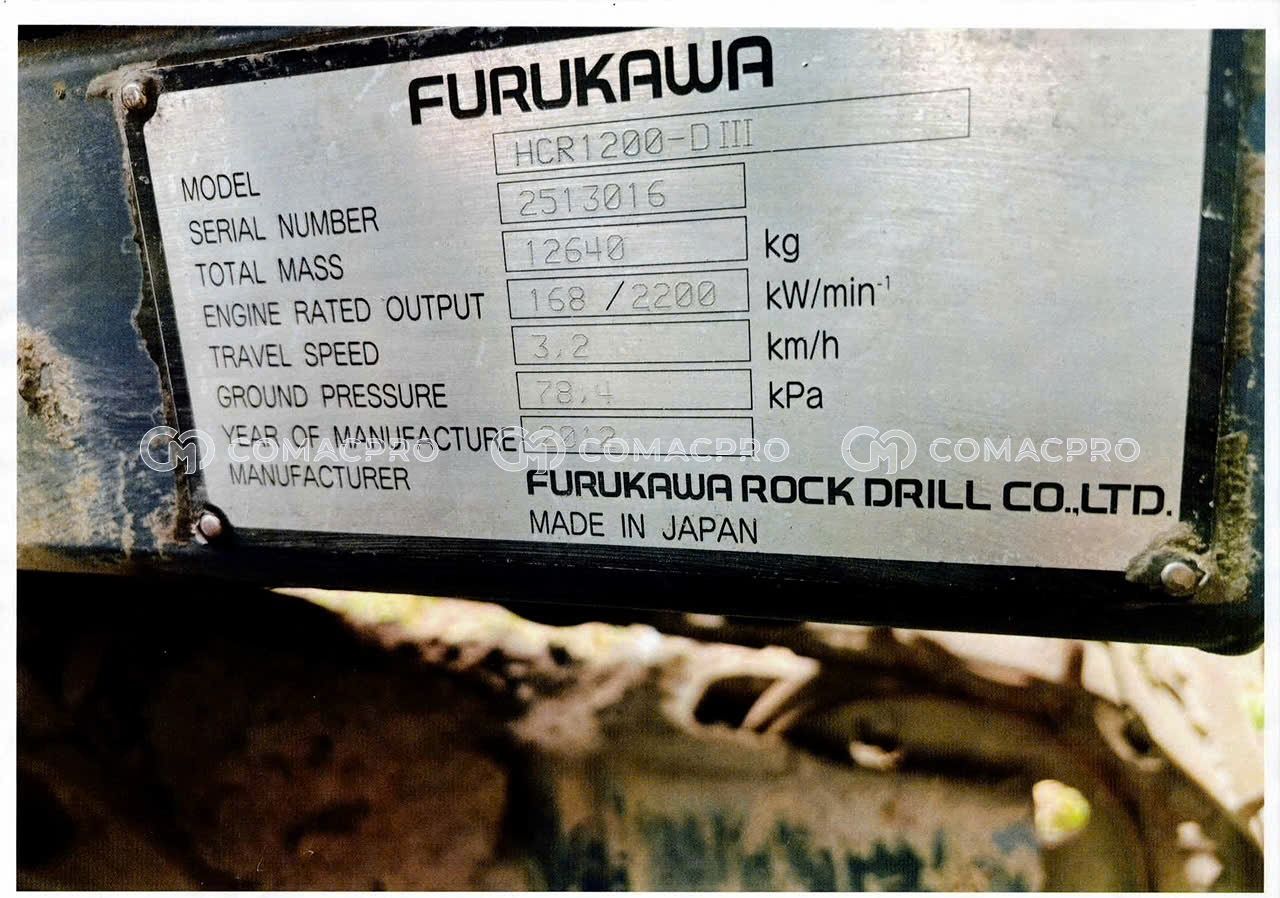 FURUKAWA
MODEL HCR1200-DIII
SERIAL NUMBER 2513016
TOTAL MASS 12640 kg
ENGINE RATED OUTPUT 168 /2200 kW/min⁻¹
TRAVEL SPEED 3.2 km/h
GROUND PRESSURE 78.4 kPa
YEAR OF MANUFACTURE 2012
COMACPRO COMACPRO COMACPRO
MANUFACTURER FURUKAWA ROCK DRILL CO.,LTD.
MADE IN JAPAN